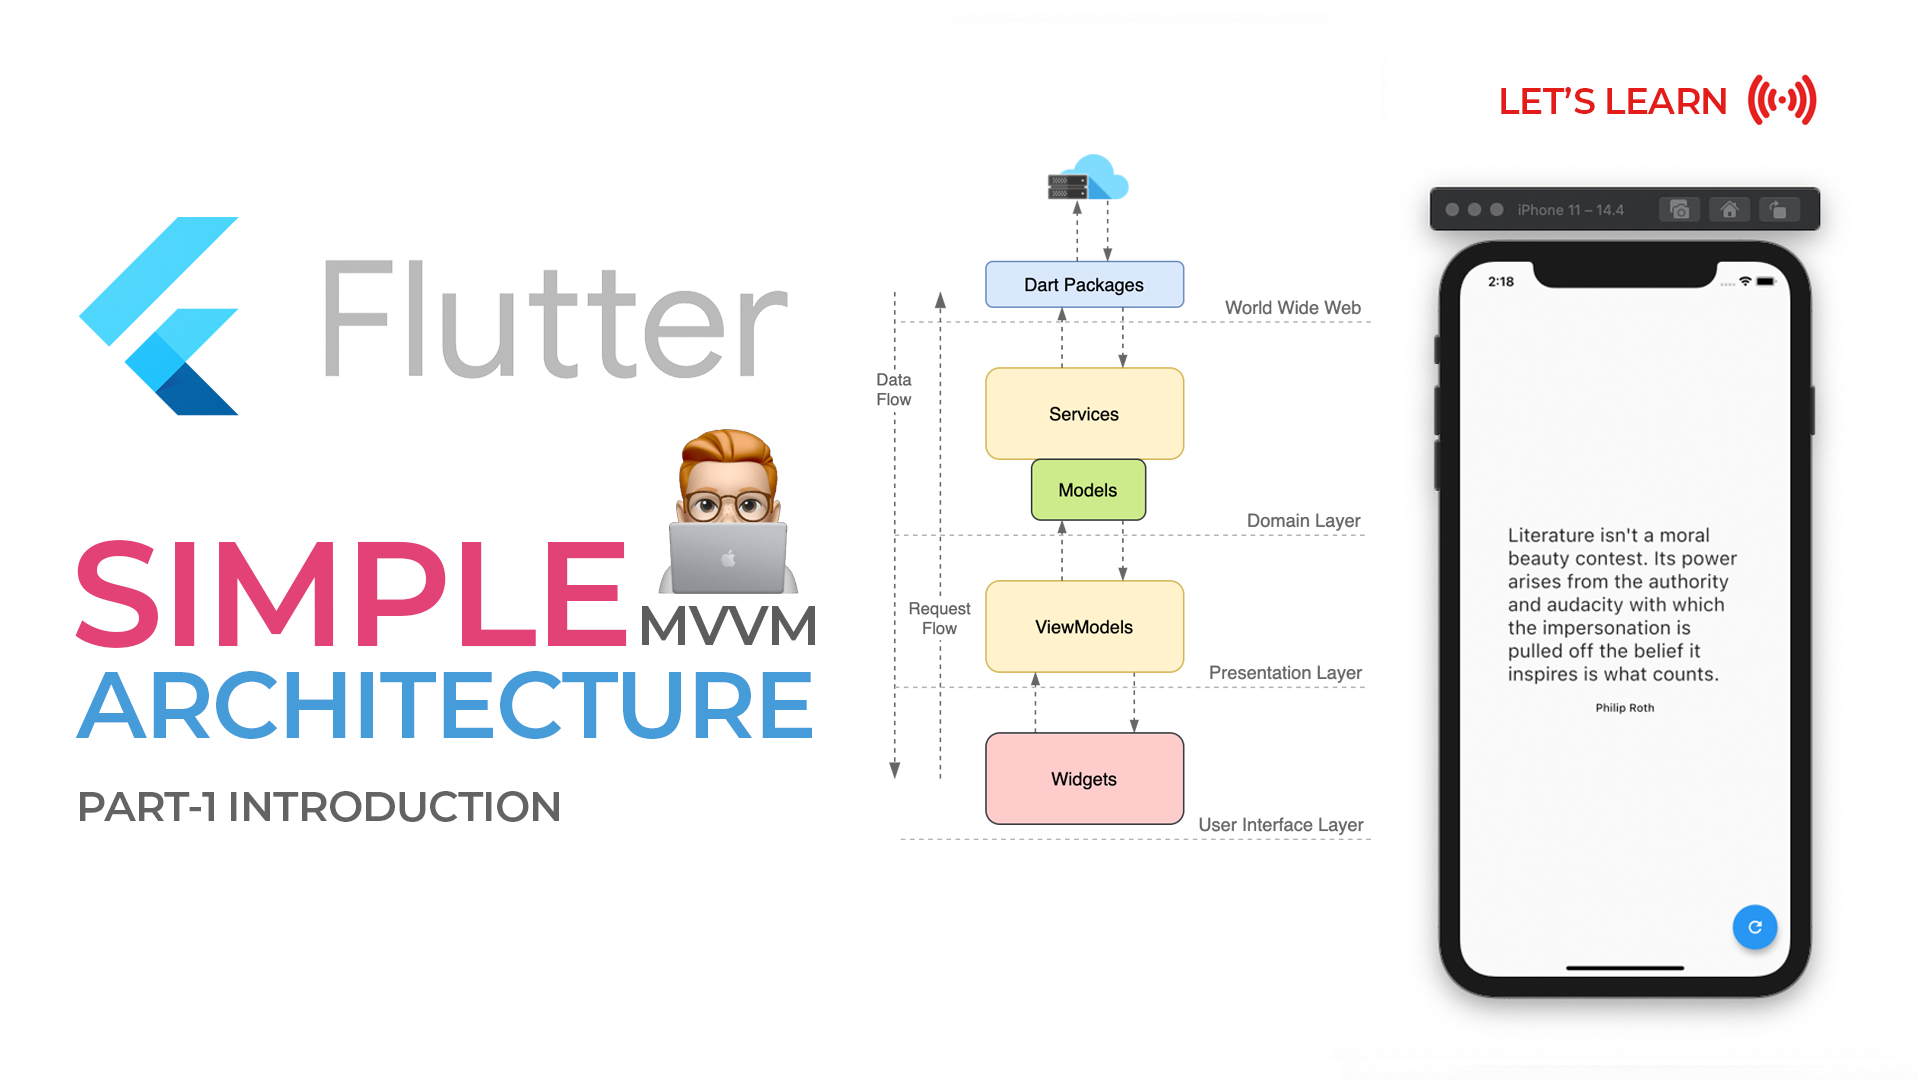 LET'S LEARN
Flutter
SIMPLE
MVVM
ARCHITECTURE
PART-1 INTRODUCTION
Dart Packages
World Wide Web
Data
Flow
Services
Models
Domain Layer
Request
Flow
ViewModels
Presentation Layer
Widgets
User Interface Layer
iPhone 11 – 14.4
2:18
Literature isn't a moral
beauty contest. Its power
arises from the authority
and audacity with which
the impersonation is
pulled off the belief it
inspires is what counts.
Philip Roth